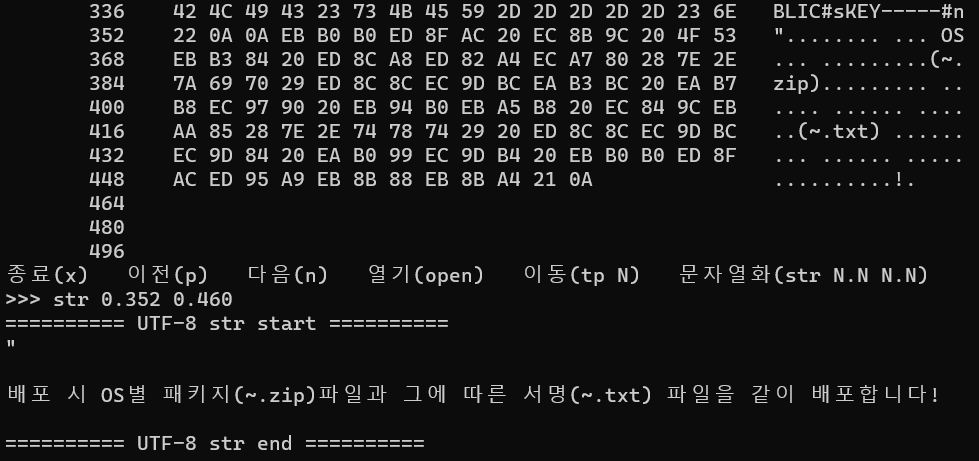 336 42 4C 49 43 23 73 4B 45 59 2D 2D 2D 2D 2D 23 6E BLIC#sKEY-----#n
352 22 0A 0A EB B0 B0 ED 8F AC 20 EC 8B 9C 20 4F 53 "........ ... OS
368 EB B3 84 20 ED 8C A8 ED 82 A4 EC A7 80 28 7E 2E ... .........(~.
384 7A 69 70 29 ED 8C 8C EC 9D BC EA B3 BC 20 EA B7 zip)......... ..
400 B8 EC 97 90 20 EB 94 B0 EB A5 B8 20 EC 84 9C EB .... ...... ....
416 AA 85 28 7E 2E 74 78 74 29 20 ED 8C 8C EC 9D BC ..(~.txt) ......
432 EC 9D 84 20 EA B0 99 EC 9D B4 20 EB B0 B0 ED 8F ... ...... .....
448 AC ED 95 A9 EB 8B 88 EB 8B A4 21 0A ..........!.
464
480
496
종료(x) 이전(p) 다음(n) 열기(open) 이동(tp N) 문자열화(str N.N N.N)
>>> str 0.352 0.460
========== UTF-8 str start ==========
"
배포 시 OS별 패키지(~.zip)파일과 그에 따른 서명(~.txt) 파일을 같이 배포합니다!
========== UTF-8 str end ==========